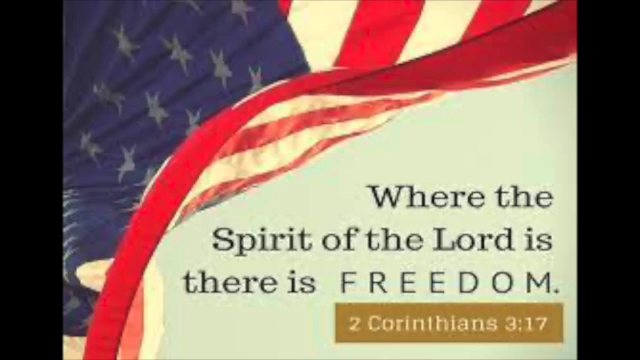 Where the
Spirit of the Lord is
there is FREEDOM.
2 Corinthians 3:17